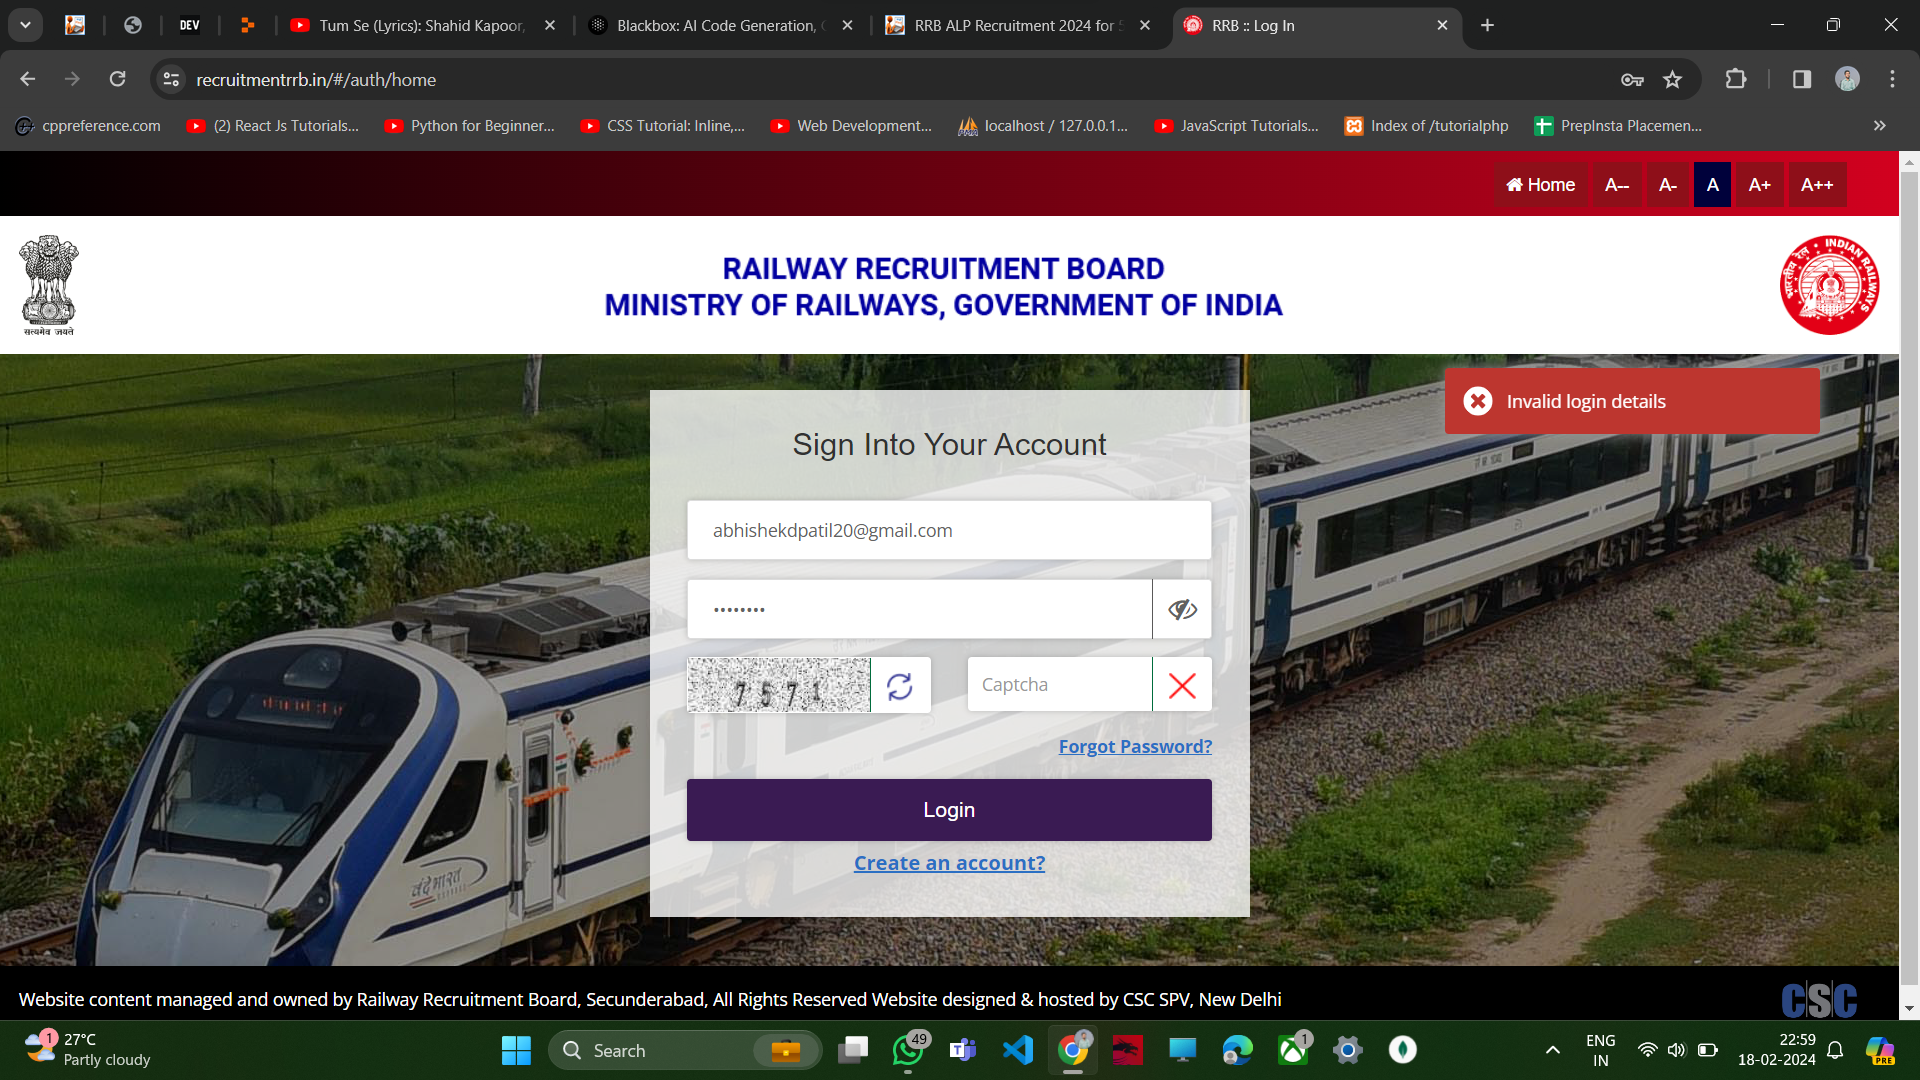 Tum Se (Lyrics): Shahid Kapoor,
Blackbox: AI Code Generation,
RRB ALP Recruitment 2024 for
RRB :: Log In
DEV
recruitmentrrb.in/#/auth/home
cppreference.com
(2) React Js Tutorials...
Python for Beginner...
CSS Tutorial: Inline,...
Web Development...
localhost / 127.0.0.1...
JavaScript Tutorials...
Index of /tutorialphp
PrepInsta Placemen...
Home
A--
A-
A
A+
A++
सत्यमेव जयते
RAILWAY RECRUITMENT BOARD
MINISTRY OF RAILWAYS, GOVERNMENT OF INDIA
INDIAN RAILWAYS
भारतीय रेल
Invalid login details
Sign Into Your Account
abhishekdpatil20@gmail.com
7571
Captcha
Forgot Password?
Login
Create an account?
वंदे भारत
Website content managed and owned by Railway Recruitment Board, Secunderabad, All Rights Reserved Website designed & hosted by CSC SPV, New Delhi
CSC
1
27°C
Partly cloudy
Search
49
1
ENG
IN
22:59
18-02-2024
PRE